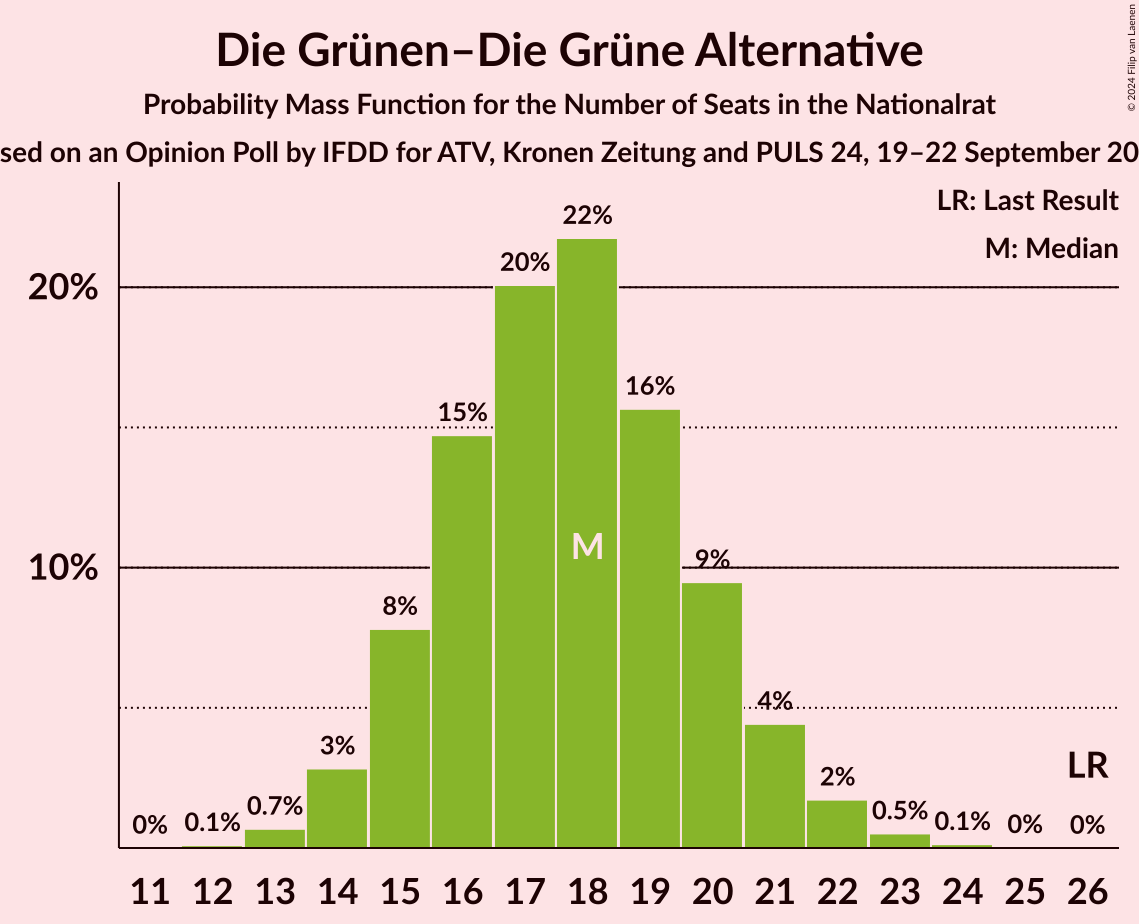 Die Grünen–Die Grüne Alternative
Probability Mass Function for the Number of Seats in the Nationalrat
sed on an Opinion Poll by IFDD for ATV, Kronen Zeitung and PULS 24, 19–22 September 20
© 2024 Filip van Laenen
LR: Last Result
M: Median
20%
10%
0%
0.1%
0.7%
3%
8%
15%
20%
22%
16%
9%
4%
2%
0.5%
0.1%
0%
0%
M
LR
11 12 13 14 15 16 17 18 19 20 21 22 23 24 25 26